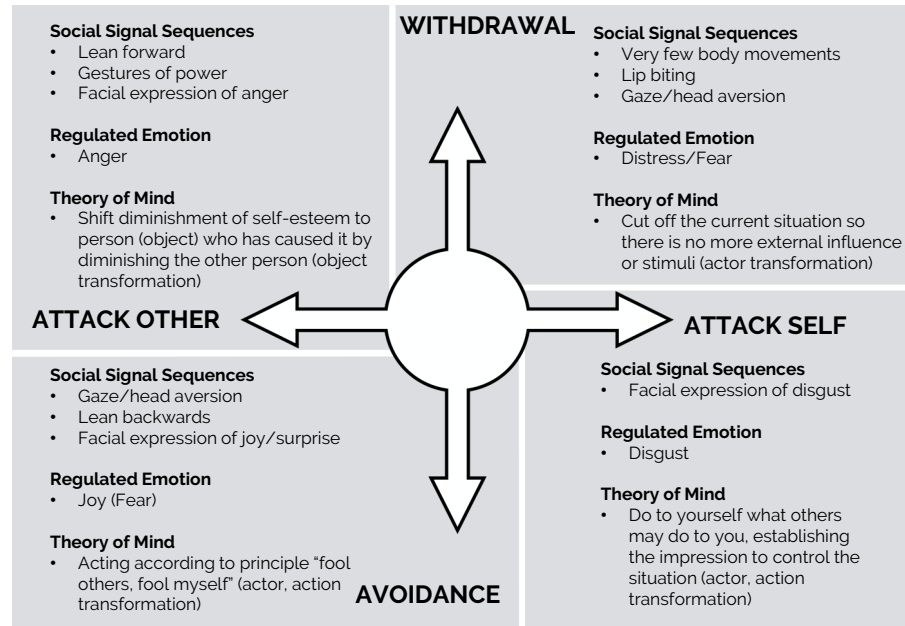 Social Signal Sequences
• Lean forward
• Gestures of power
• Facial expression of anger
Regulated Emotion
• Anger
Theory of Mind
• Shift diminishment of self-esteem to
person (object) who has caused it by
diminishing the other person (object
transformation)
ATTACK OTHER
WITHDRAWAL
Social Signal Sequences
• Very few body movements
• Lip biting
• Gaze/head aversion
Regulated Emotion
• Distress/Fear
Theory of Mind
• Cut off the current situation so
there is no more external influence
or stimuli (actor transformation)
ATTACK SELF
Social Signal Sequences
• Facial expression of disgust
Regulated Emotion
• Disgust
Theory of Mind
• Do to yourself what others
may do to you, establishing
the impression to control the
situation (actor, action
transformation)
Social Signal Sequences
• Gaze/head aversion
• Lean backwards
• Facial expression of joy/surprise
Regulated Emotion
• Joy (Fear)
Theory of Mind
• Acting according to principle “fool
others, fool myself” (actor, action
transformation)
AVOIDANCE